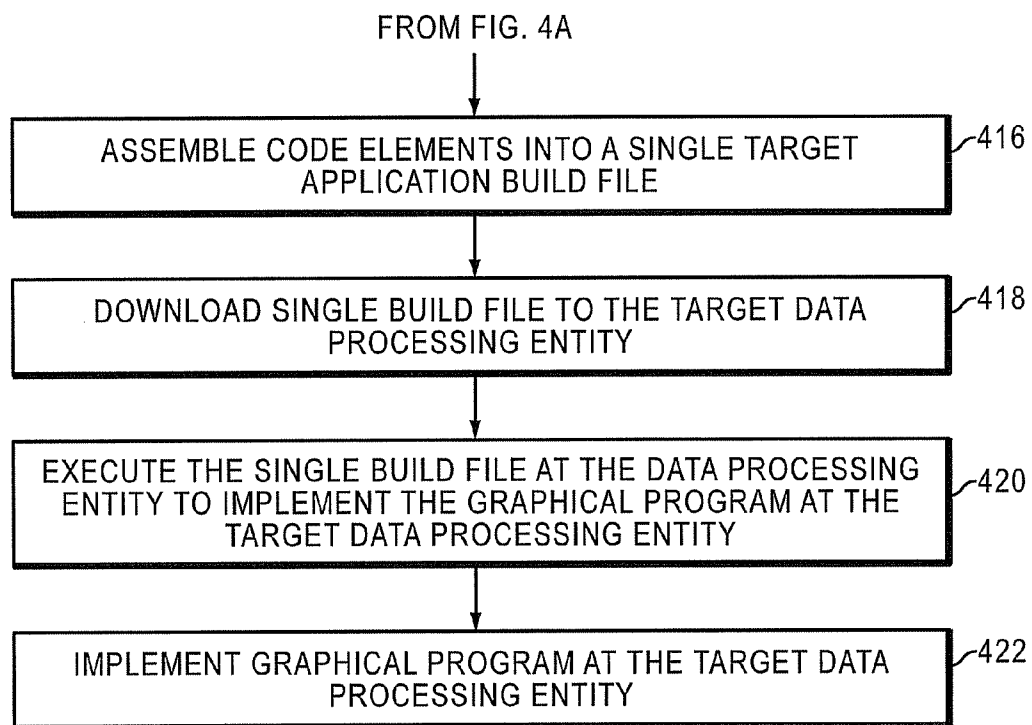 FROM FIG. 4A
ASSEMBLE CODE ELEMENTS INTO A SINGLE TARGET
APPLICATION BUILD FILE
416
DOWNLOAD SINGLE BUILD FILE TO THE TARGET DATA
PROCESSING ENTITY
418
EXECUTE THE SINGLE BUILD FILE AT THE DATA PROCESSING
ENTITY TO IMPLEMENT THE GRAPHICAL PROGRAM AT THE
TARGET DATA PROCESSING ENTITY
420
IMPLEMENT GRAPHICAL PROGRAM AT THE TARGET DATA
PROCESSING ENTITY
422